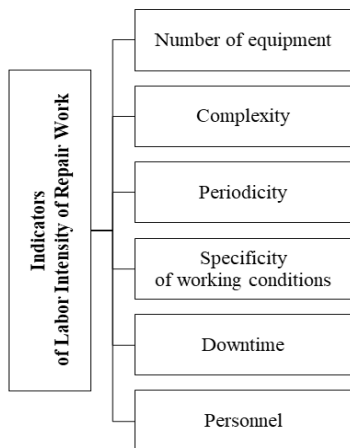 Indicators
of Labor Intensity of Repair Work
Number of equipment
Complexity
Periodicity
Specificity
of working conditions
Downtime
Personnel